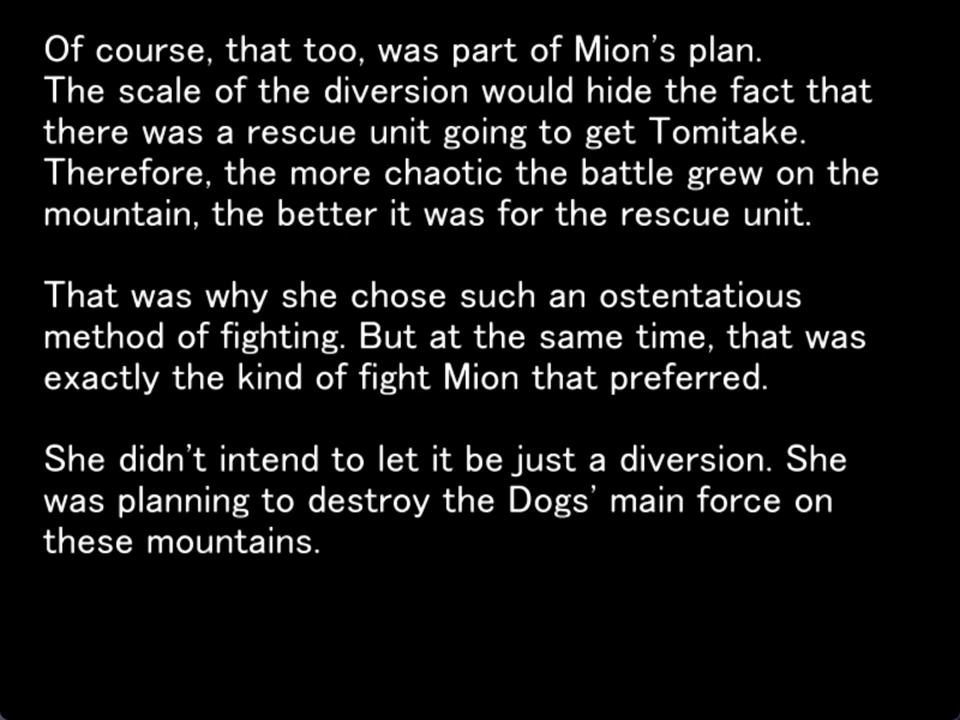 Of course, that too, was part of Mion's plan.
The scale of the diversion would hide the fact that
there was a rescue unit going to get Tomitake.
Therefore, the more chaotic the battle grew on the
mountain, the better it was for the rescue unit.
That was why she chose such an ostentatious
method of fighting. But at the same time, that was
exactly the kind of fight Mion that preferred.
She didn't intend to let it be just a diversion. She
was planning to destroy the Dogs' main force on
these mountains.